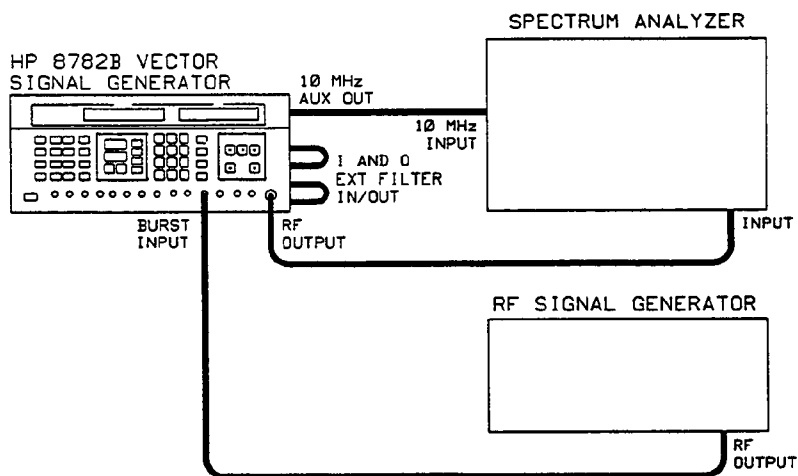 SPECTRUM ANALYZER
HP 8782B VECTOR
SIGNAL GENERATOR
10 MHz
AUX OUT
10 MHz
INPUT
I AND Q
EXT FILTER
IN/OUT
BURST
INPUT
RF
OUTPUT
INPUT
RF SIGNAL GENERATOR
RF
OUTPUT